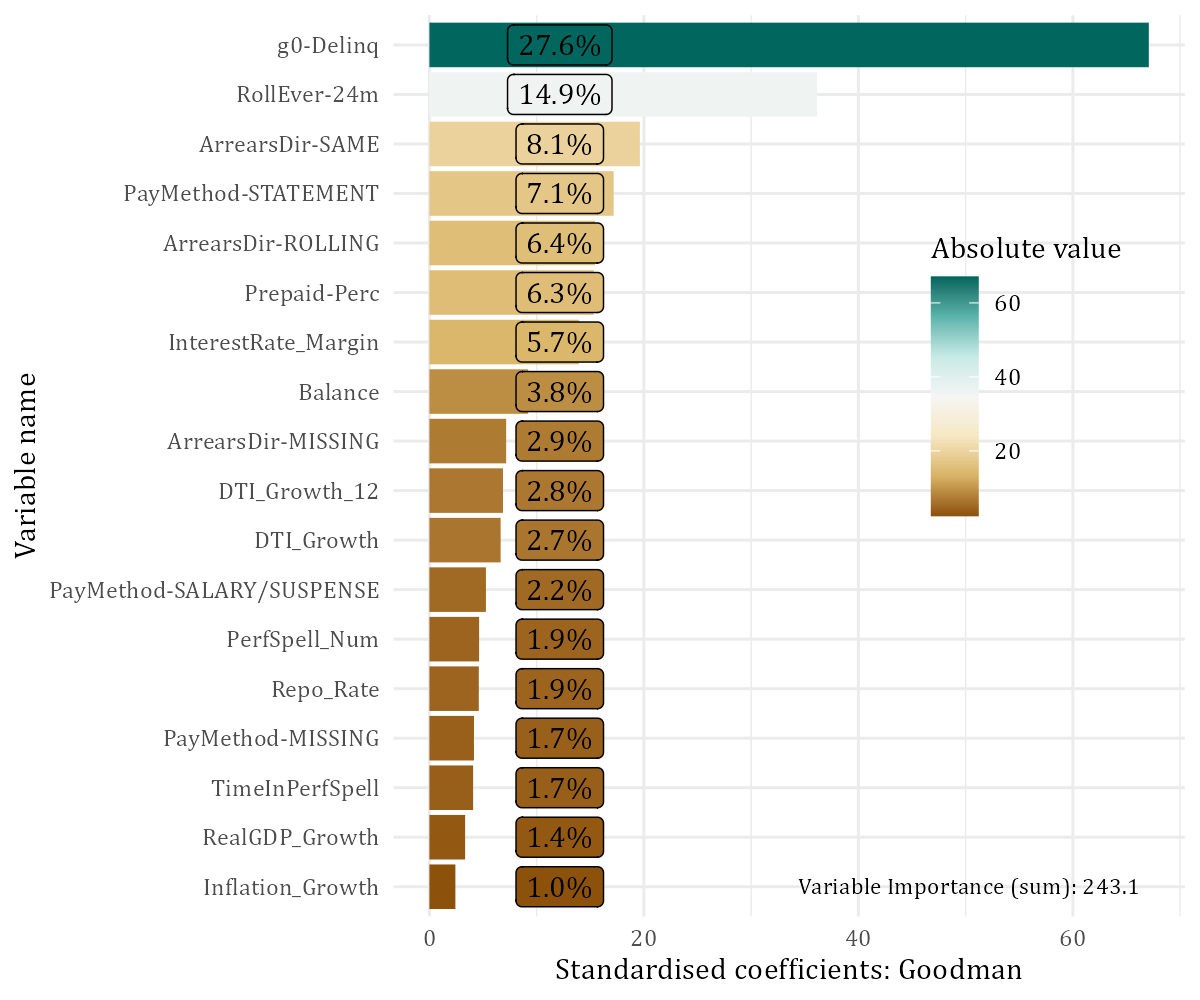 g0-Delinq 27.6%
RollEver-24m 14.9%
ArrearsDir-SAME 8.1%
PayMethod-STATEMENT 7.1%
ArrearsDir-ROLLING 6.4%
Prepaid-Perc 6.3%
InterestRate_Margin 5.7%
Balance 3.8%
ArrearsDir-MISSING 2.9%
DTI_Growth_12 2.8%
DTI_Growth 2.7%
PayMethod-SALARY/SUSPENSE 2.2%
PerfSpell_Num 1.9%
Repo_Rate 1.9%
PayMethod-MISSING 1.7%
TimeInPerfSpell 1.7%
RealGDP_Growth 1.4%
Inflation_Growth 1.0%
Variable name
Absolute value
60
40
20
Variable Importance (sum): 243.1
0 20 40 60
Standardised coefficients: Goodman